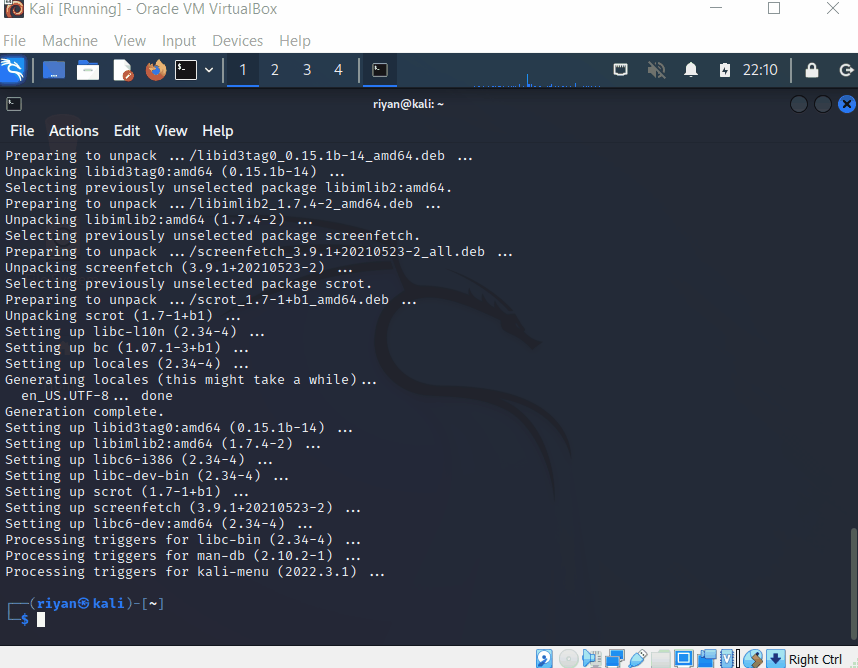 Kali [Running] - Oracle VM VirtualBox
File Machine View Input Devices Help
1 2 3 4 22:10
riyan@kali: ~
File Actions Edit View Help
Preparing to unpack .../libid3tag0_0.15.1b-14_amd64.deb ...
Unpacking libid3tag0:amd64 (0.15.1b-14) ...
Selecting previously unselected package libimlib2:amd64.
Preparing to unpack .../libimlib2_1.7.4-2_amd64.deb ...
Unpacking libimlib2:amd64 (1.7.4-2) ...
Selecting previously unselected package screenfetch.
Preparing to unpack .../screenfetch_3.9.1+20210523-2_all.deb ...
Unpacking screenfetch (3.9.1+20210523-2) ...
Selecting previously unselected package scrot.
Preparing to unpack .../scrot_1.7-1+b1_amd64.deb ...
Unpacking scrot (1.7-1+b1) ...
Setting up libc-l10n (2.34-4) ...
Setting up bc (1.07.1-3+b1) ...
Setting up locales (2.34-4) ...
Generating locales (this might take a while)...
  en_US.UTF-8... done
Generation complete.
Setting up libid3tag0:amd64 (0.15.1b-14) ...
Setting up libimlib2:amd64 (1.7.4-2) ...
Setting up libc6-i386 (2.34-4) ...
Setting up libc-dev-bin (2.34-4) ...
Setting up scrot (1.7-1+b1) ...
Setting up screenfetch (3.9.1+20210523-2) ...
Setting up libc6-dev:amd64 (2.34-4) ...
Processing triggers for libc-bin (2.34-4) ...
Processing triggers for man-db (2.10.2-1) ...
Processing triggers for kali-menu (2022.3.1) ...
┌──(riyan㉿kali)-[~]
└─$
Right Ctrl